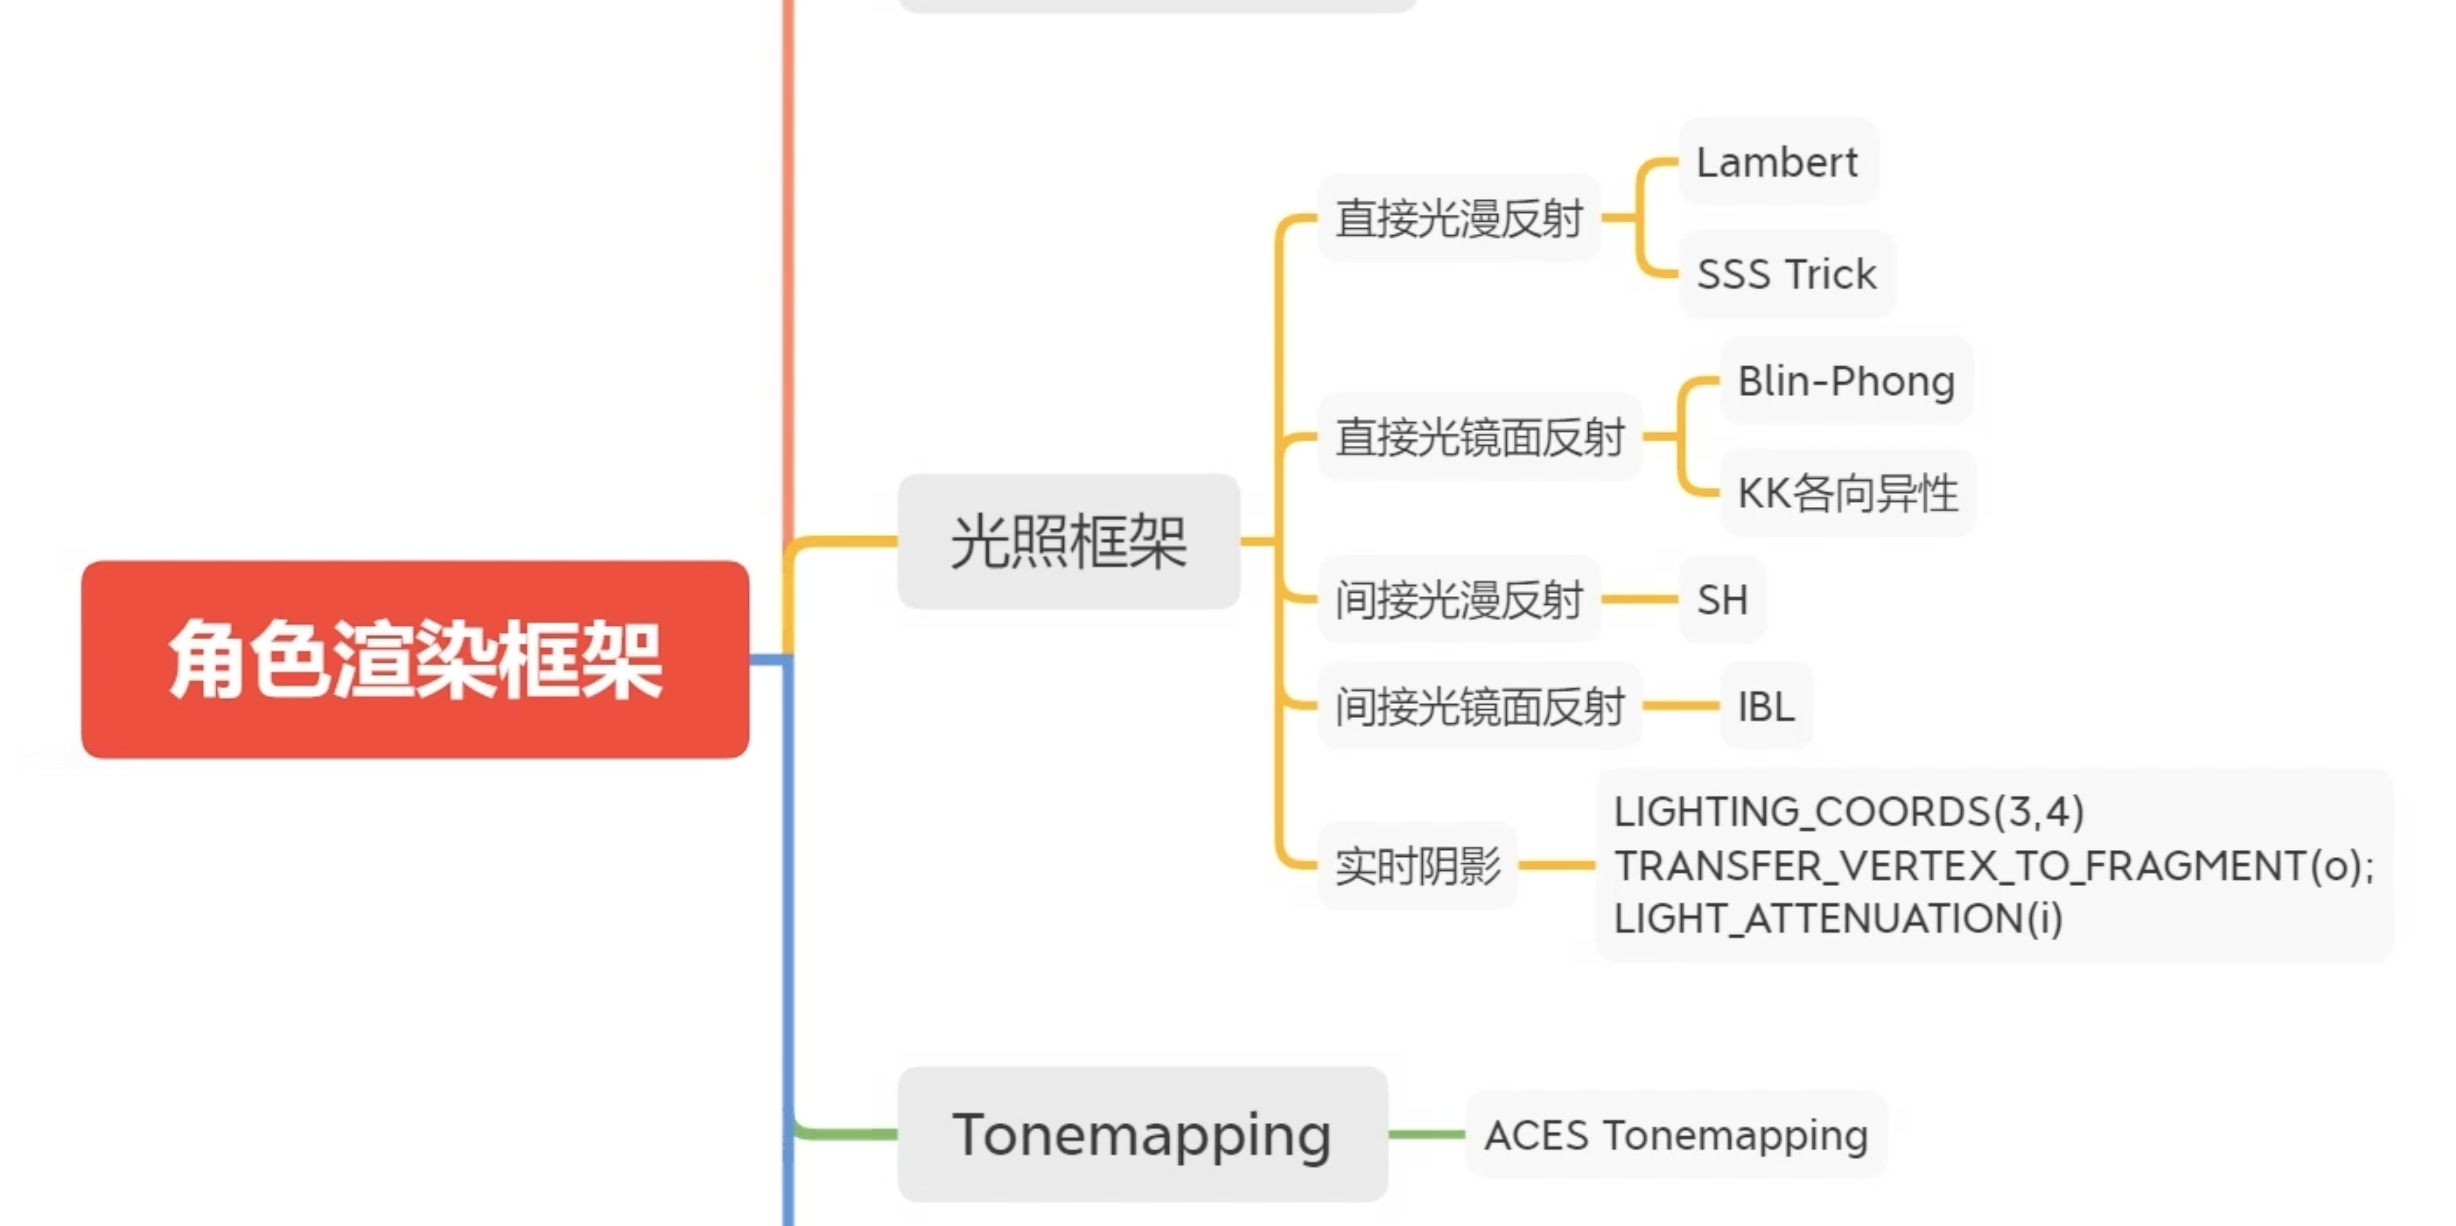 角色渲染框架
光照框架
直接光漫反射
Lambert
SSS Trick
直接光镜面反射
Blin-Phong
KK各向异性
间接光漫反射
SH
间接光镜面反射
IBL
实时阴影
LIGHTING_COORDS(3,4)
TRANSFER_VERTEX_TO_FRAGMENT(o);
LIGHT_ATTENUATION(i)
Tonemapping
ACES Tonemapping